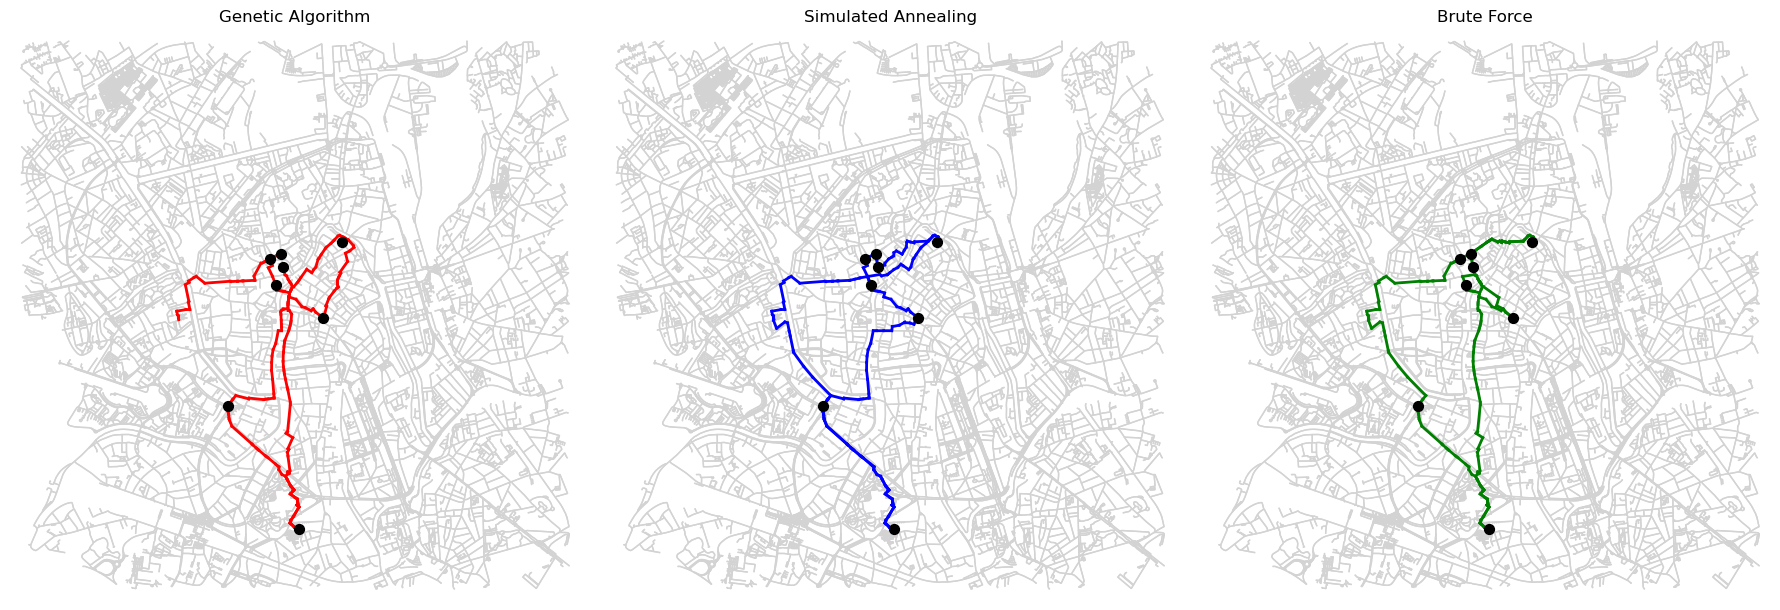 Genetic Algorithm
Simulated Annealing
Brute Force